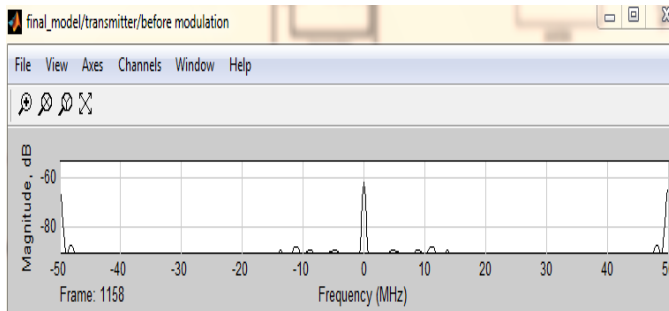 final_model/transmitter/before modulation
File View Axes Channels Window Help
Magnitude, dB
-60
-80
-50 -40 -30 -20 -10 0 10 20 30 40 50
Frame: 1158 Frequency (MHz)